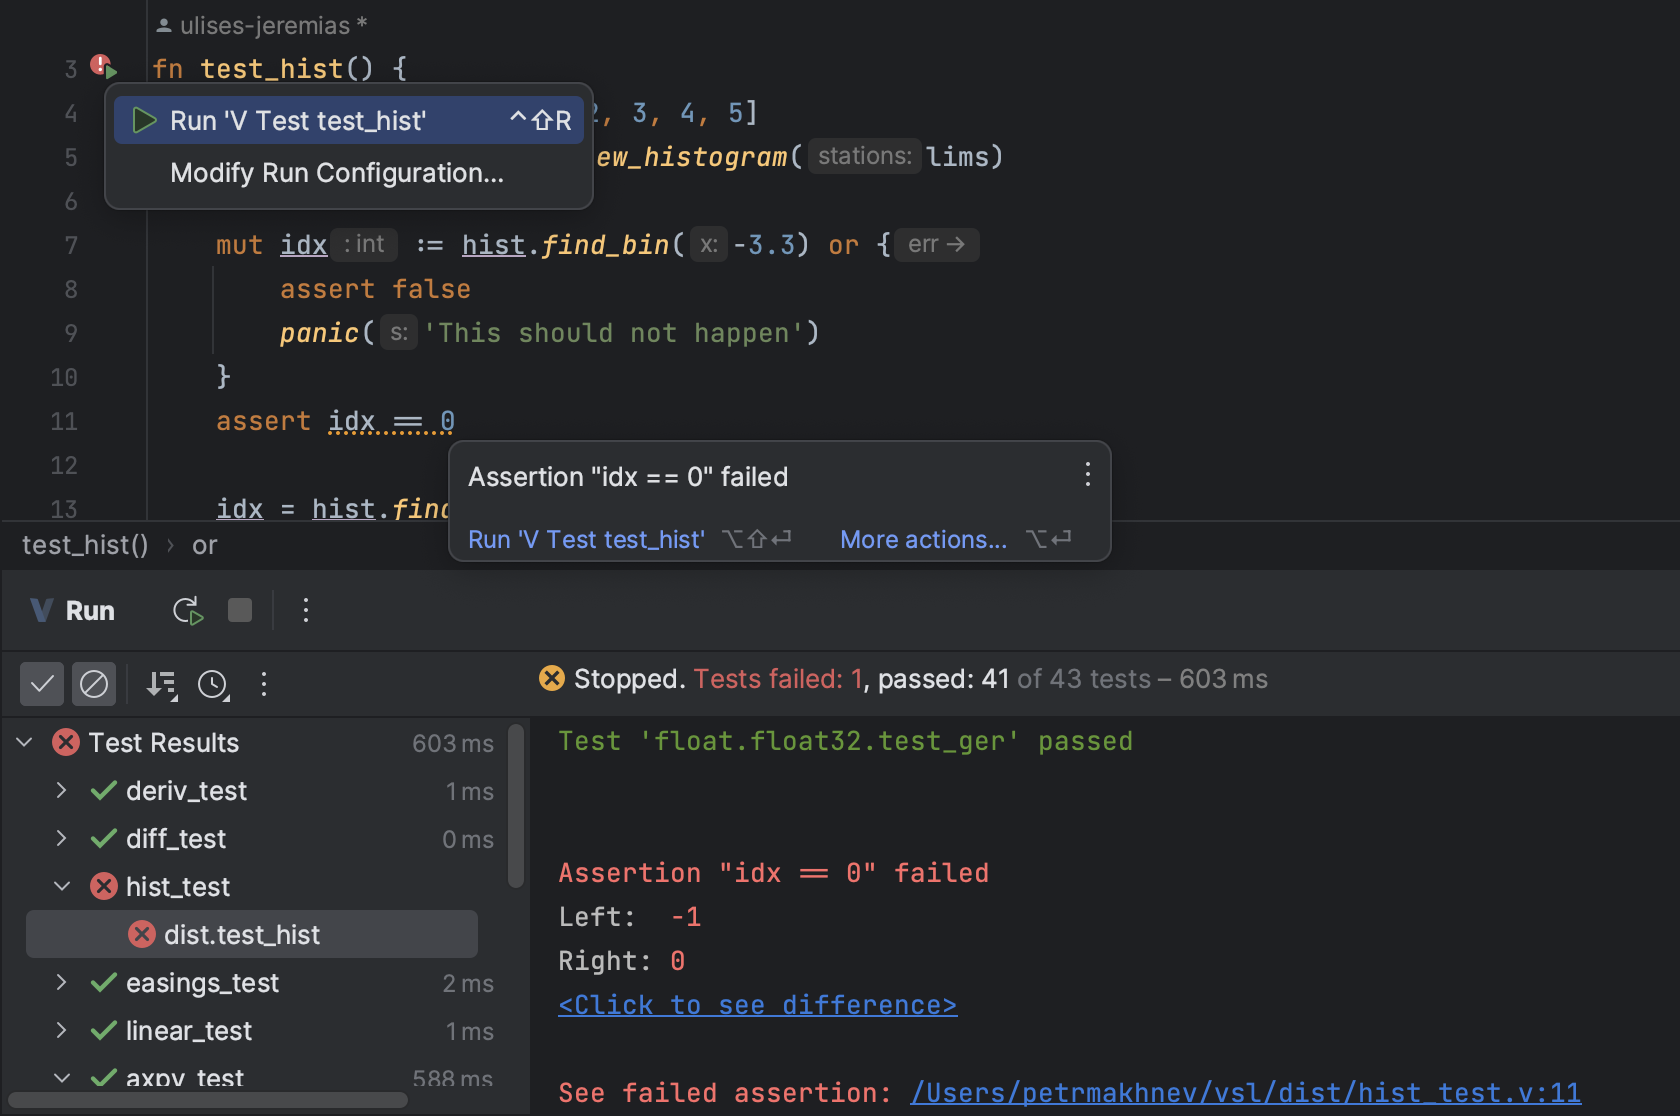 ulises-jeremias *
3 fn test_hist() {
Run 'V Test test_hist' ^⇧R
Modify Run Configuration...
4 2, 3, 4, 5]
5 ew_histogram( stations: lims)
6
7 mut idx : int := hist.find_bin( x: -3.3) or { err →
8 assert false
9 panic( s: 'This should not happen')
10 }
11 assert idx == 0
12
Assertion "idx == 0" failed
13 idx = hist.find
Run 'V Test test_hist' ⌥⇧↩ More actions... ⌥↩
test_hist() › or
Run
Stopped. Tests failed: 1, passed: 41 of 43 tests – 603 ms
Test Results 603 ms
deriv_test 1 ms
diff_test 0 ms
hist_test
dist.test_hist
easings_test 2 ms
linear_test 1 ms
axpy_test 588 ms
Test 'float.float32.test_ger' passed
Assertion "idx == 0" failed
Left: -1
Right: 0
<Click to see difference>
See failed assertion: /Users/petrmakhnev/vsl/dist/hist_test.v:11